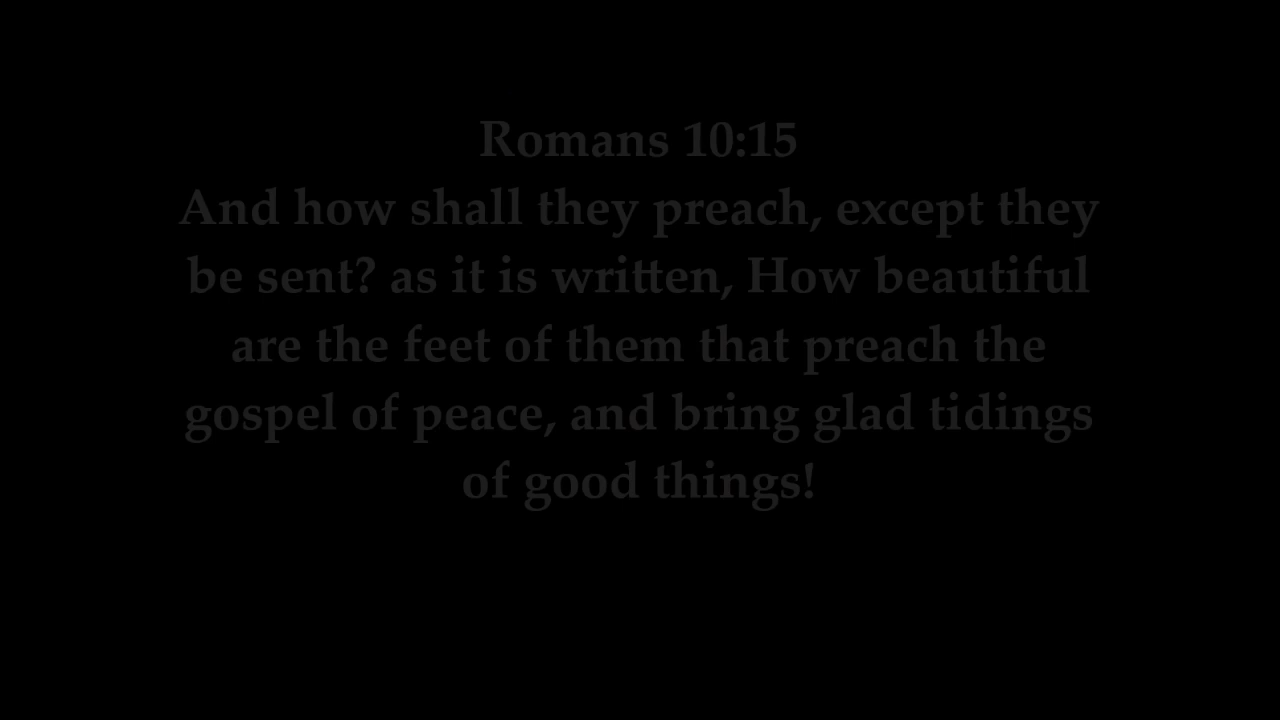 Romans 10:15
And how shall they preach, except they
be sent? as it is written, How beautiful
are the feet of them that preach the
gospel of peace, and bring glad tidings
of good things!